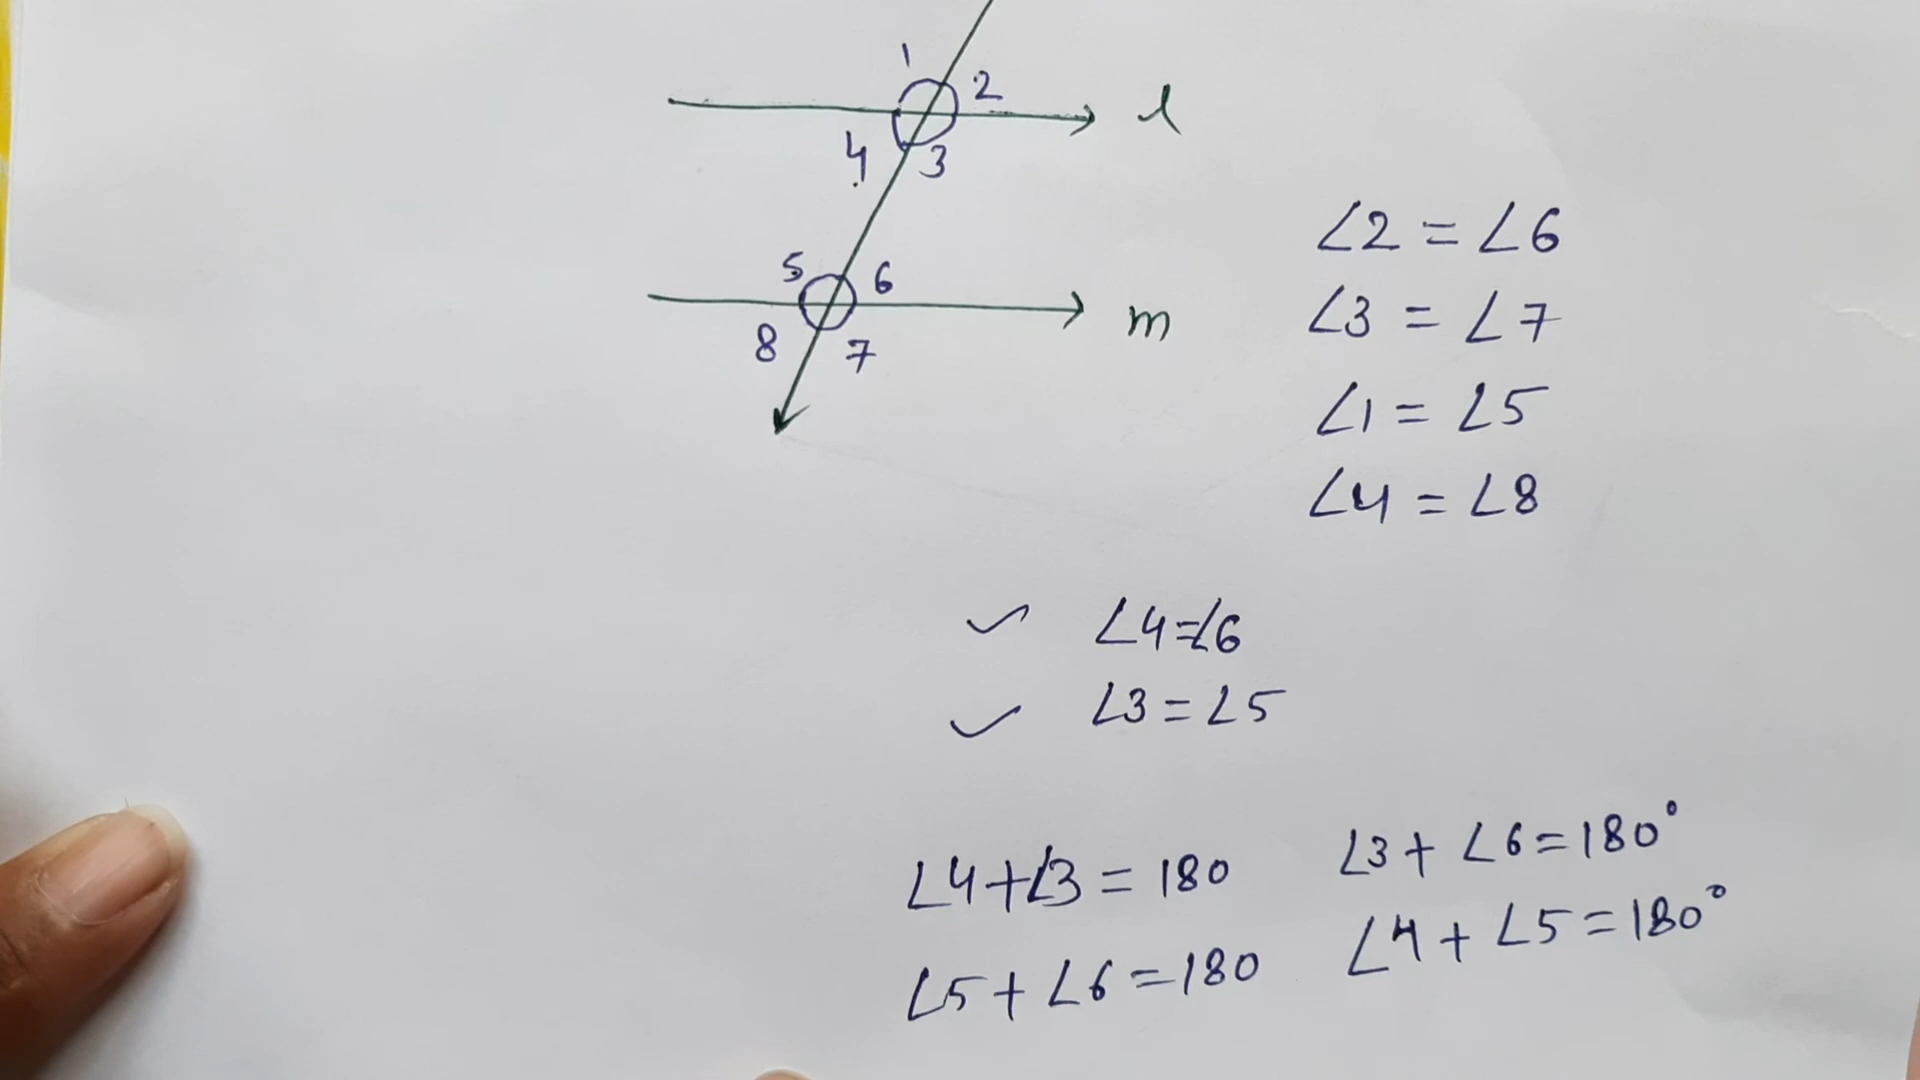 1
2
l
4 3
5 6
m
8 7
∠2 = ∠6
∠3 = ∠7
∠1 = ∠5
∠4 = ∠8
∠4=∠6
∠3 = ∠5
∠4+∠3 = 180
∠5+ ∠6 =180
∠3+ ∠6=180°
∠4+ ∠5=180°